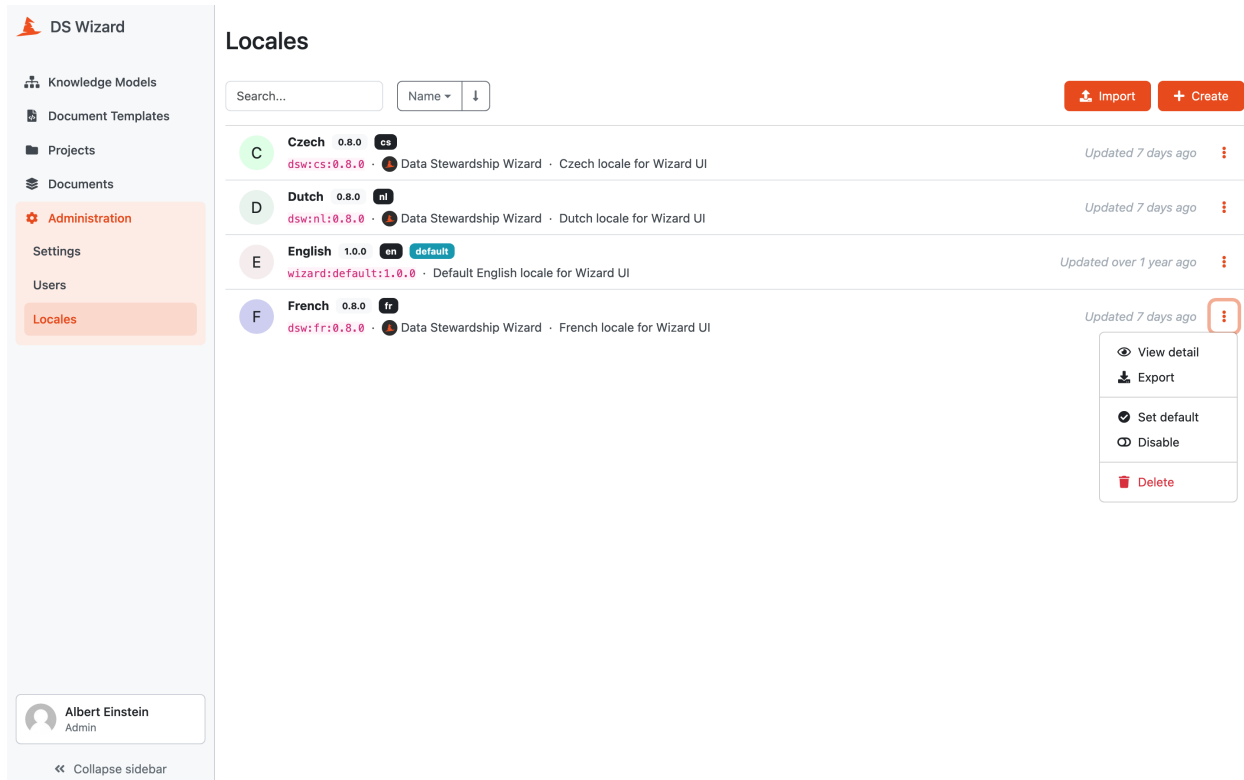 DS Wizard
Knowledge Models
Document Templates
Projects
Documents
Administration
Settings
Users
Locales
Albert Einstein
Admin
Collapse sidebar
Locales
Search...
Name
Import
Create
C
Czech 0.8.0 cs
dsw:cs:0.8.0 · Data Stewardship Wizard · Czech locale for Wizard UI
Updated 7 days ago
D
Dutch 0.8.0 nl
dsw:nl:0.8.0 · Data Stewardship Wizard · Dutch locale for Wizard UI
Updated 7 days ago
E
English 1.0.0 en default
wizard:default:1.0.0 · Default English locale for Wizard UI
Updated over 1 year ago
F
French 0.8.0 fr
dsw:fr:0.8.0 · Data Stewardship Wizard · French locale for Wizard UI
Updated 7 days ago
View detail
Export
Set default
Disable
Delete